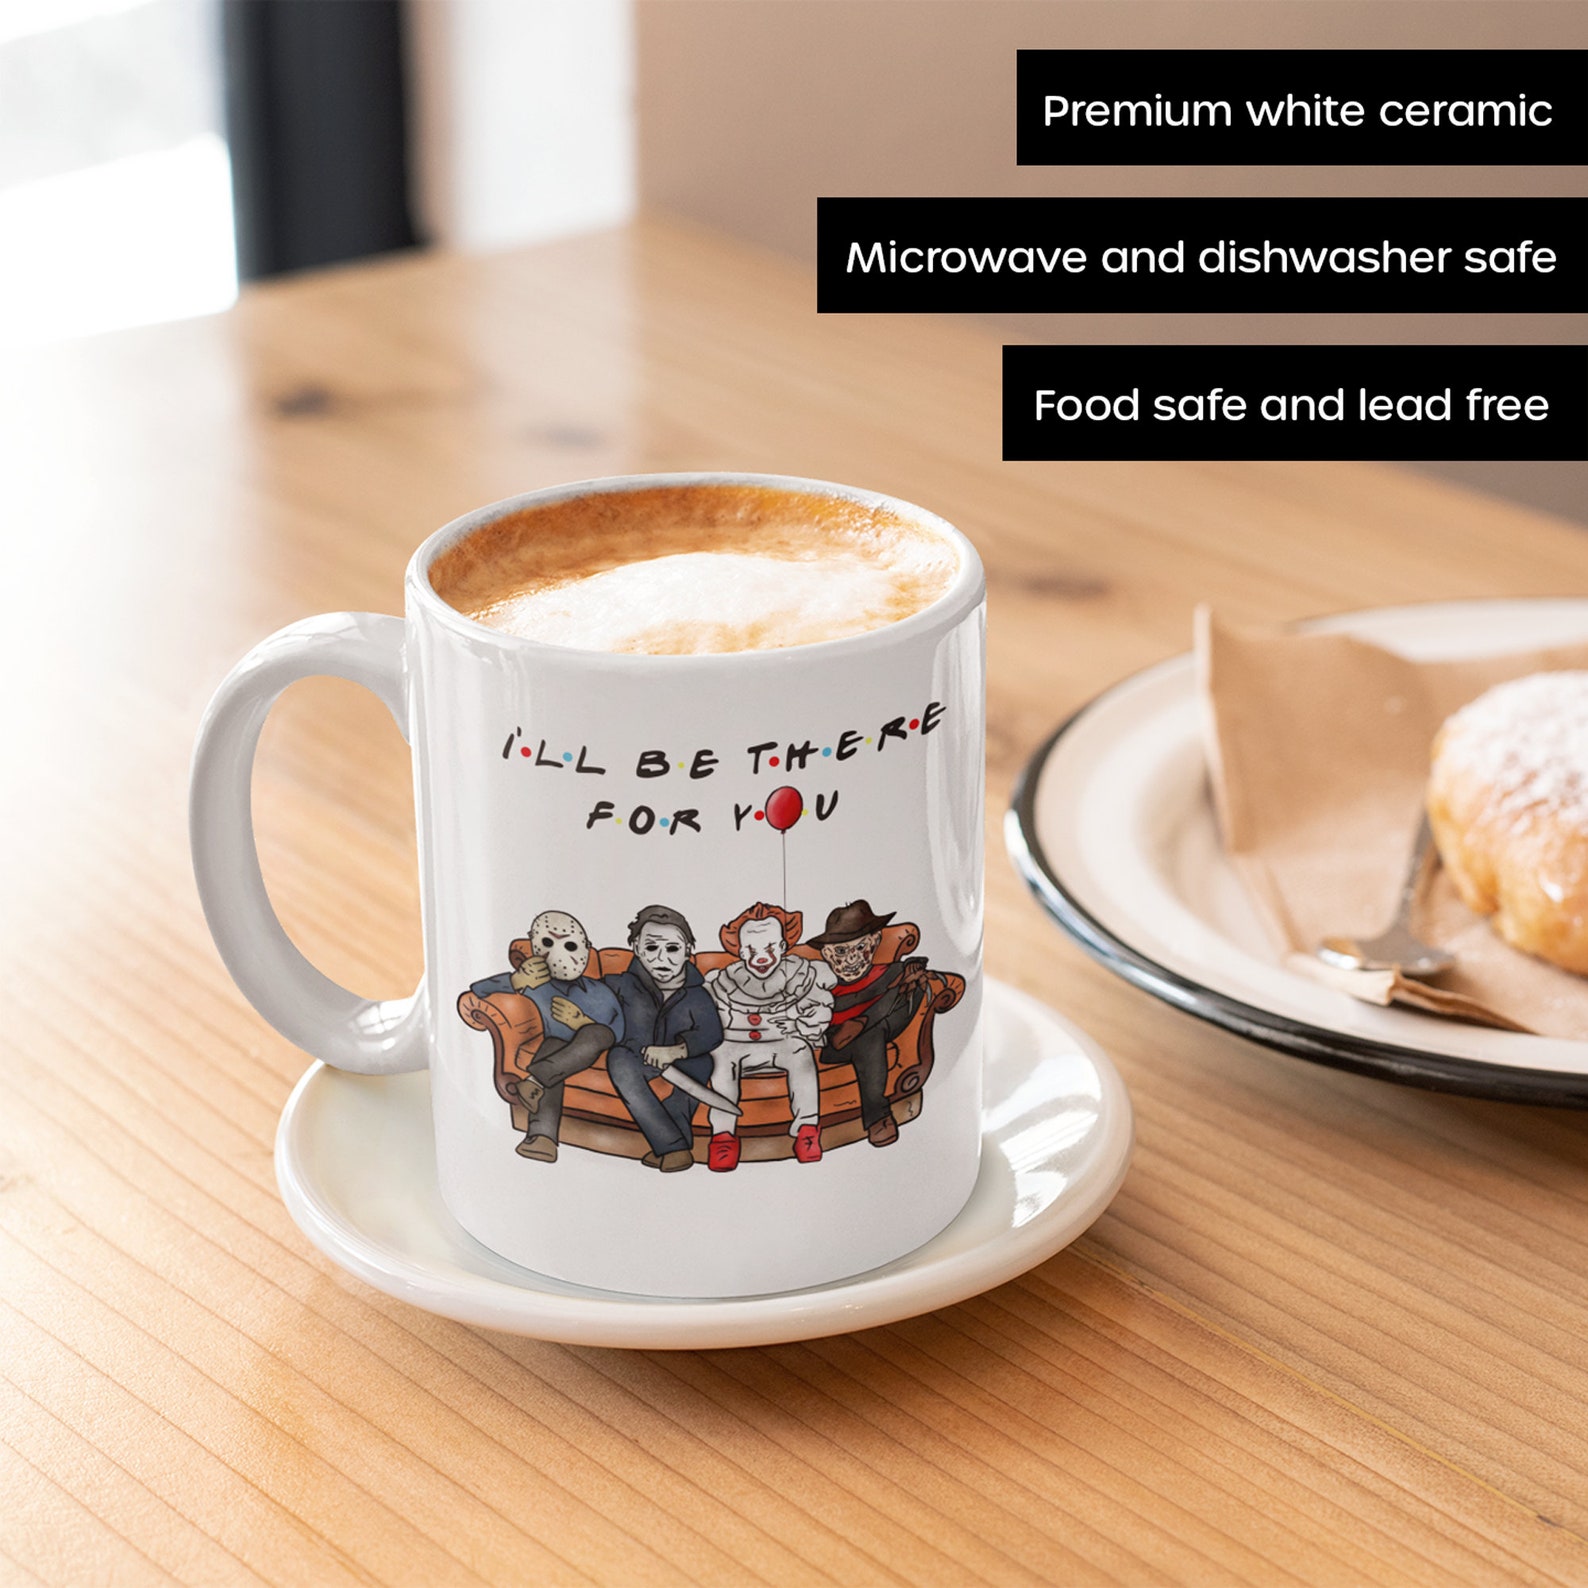 Premium white ceramic
Microwave and dishwasher safe
Food safe and lead free
I'LL BE THERE
FOR YOU